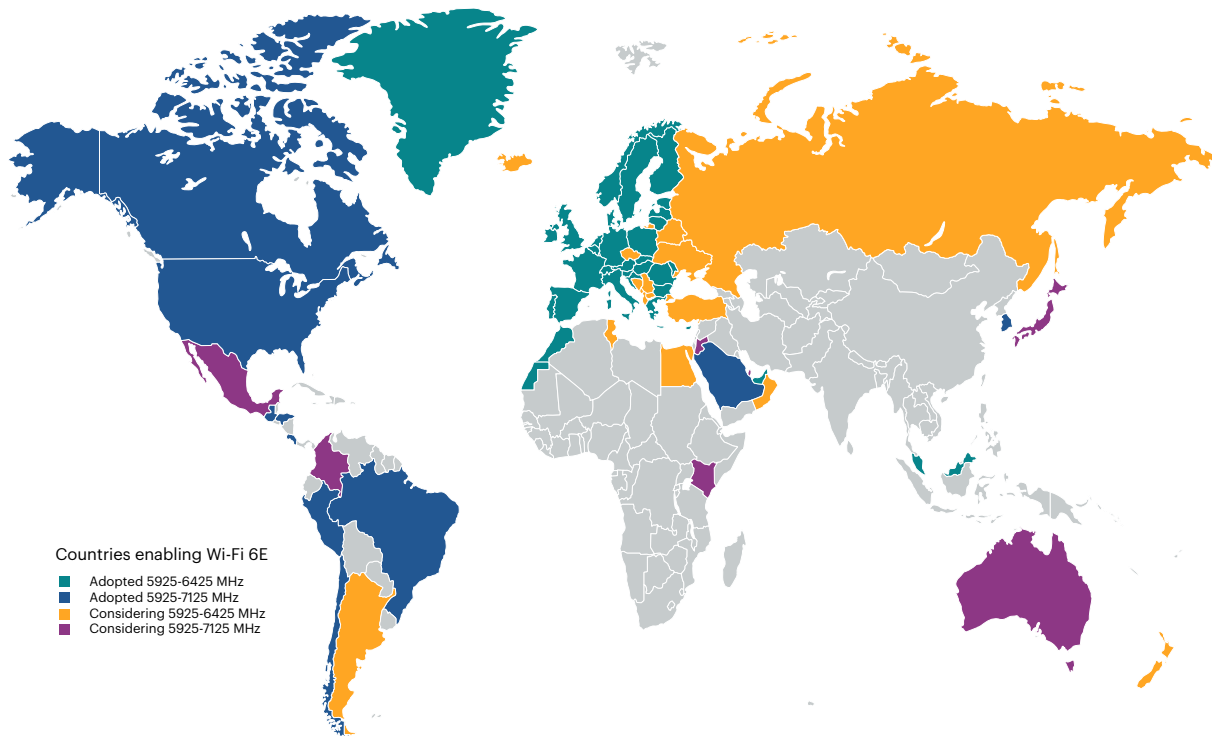 Countries enabling Wi-Fi 6E
Adopted 5925-6425 MHz
Adopted 5925-7125 MHz
Considering 5925-6425 MHz
Considering 5925-7125 MHz